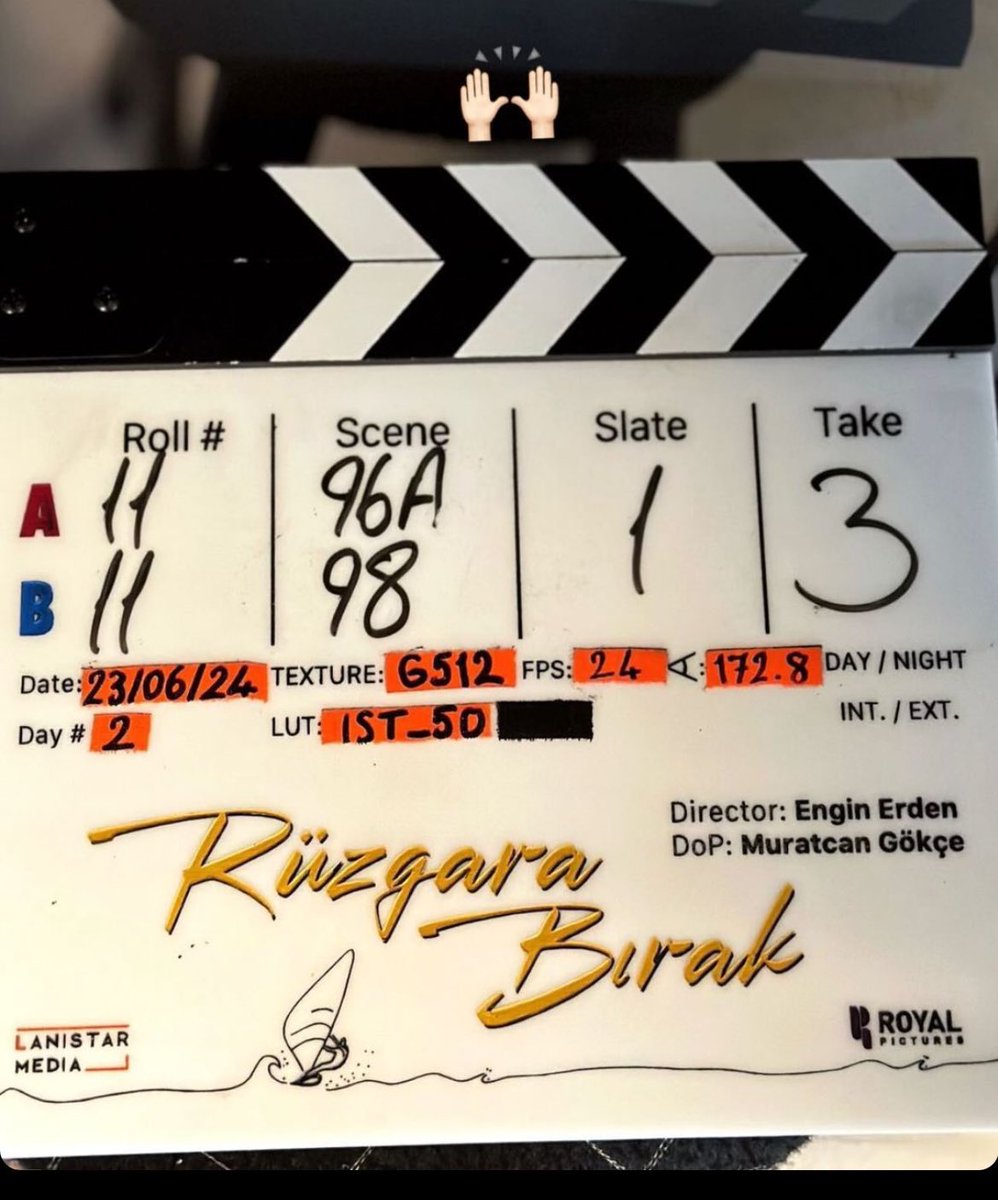 Roll # Scene Slate Take
A 11 96A 1 3
B 11 98
Date: 23/06/24 TEXTURE: G512 FPS: 24 ∢: 172.8 DAY / NIGHT
Day # 2 LUT: IST_50 INT. / EXT.
Director: Engin Erden
DoP: Muratcan Gökçe
Rüzgara
Bırak
LANISTAR
MEDIA
ROYAL
PICTURES